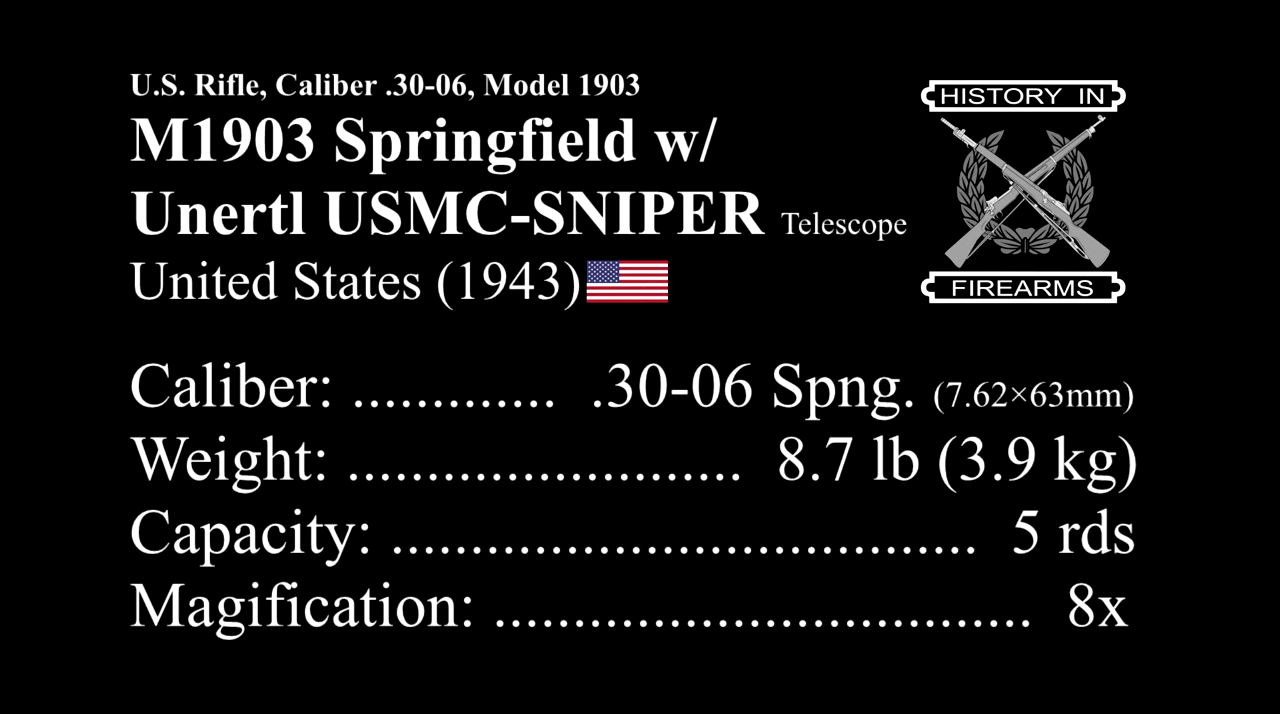 U.S. Rifle, Caliber .30-06, Model 1903
M1903 Springfield w/
Unertl USMC-SNIPER Telescope
United States (1943)
HISTORY IN
FIREARMS
Caliber: ............. .30-06 Spng. (7.62×63mm)
Weight: ......................... 8.7 lb (3.9 kg)
Capacity: ..................................... 5 rds
Magification: .................................. 8x